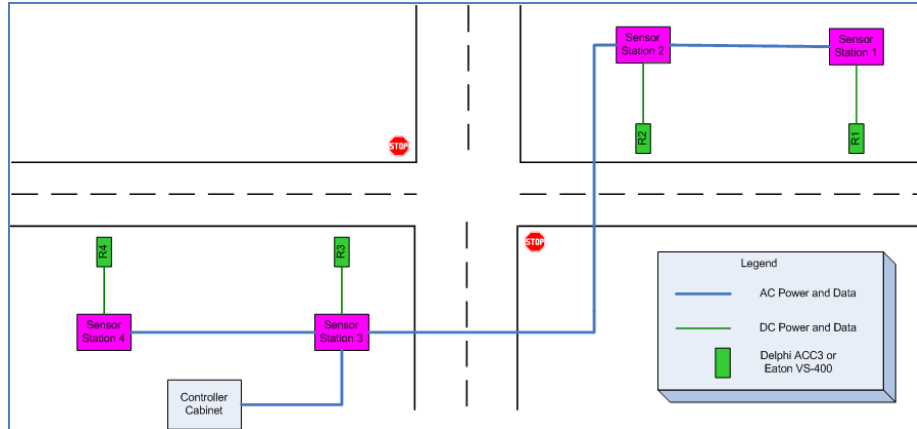 Sensor
Station 2
Sensor
Station 1
R2
R1
STOP
STOP
R4
R3
Sensor
Station 4
Sensor
Station 3
Controller
Cabinet
Legend
AC Power and Data
DC Power and Data
Delphi ACC3 or
Eaton VS-400